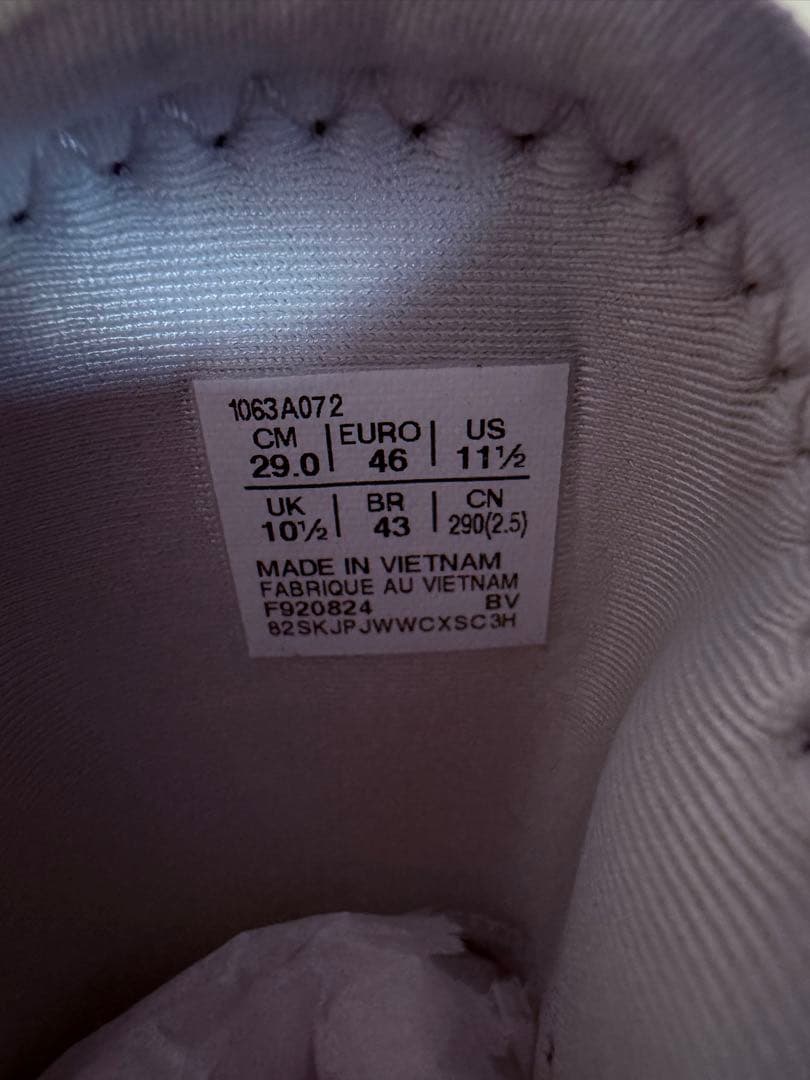 1063A072
CM | EURO | US
29.0 | 46 | 11½
UK | BR | CN
10½ | 43 | 290(2.5)
MADE IN VIETNAM
FABRIQUE AU VIETNAM
F920824 BV
82SKJPJWWCXSC3H